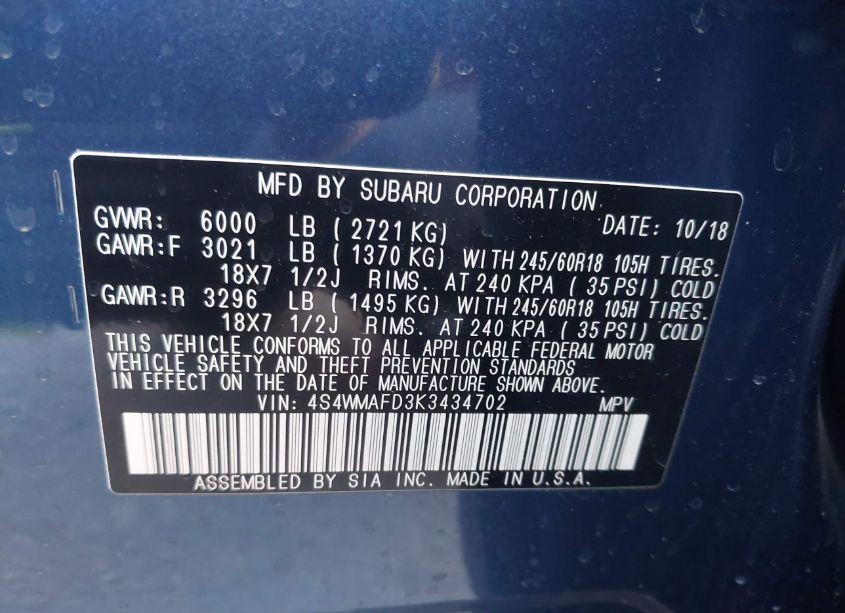 MFD BY SUBARU CORPORATION
GVWR: 6000 LB ( 2721 KG) DATE: 10/18
GAWR:F 3021 LB ( 1370 KG) WITH 245/60R18 105H TIRES.
18X7 1/2J RIMS. AT 240 KPA ( 35 PSI) COLD
GAWR:R 3296 LB ( 1495 KG) WITH 245/60R18 105H TIRES.
18X7 1/2J RIMS. AT 240 KPA ( 35 PSI) COLD
THIS VEHICLE CONFORMS TO ALL APPLICABLE FEDERAL MOTOR
VEHICLE SAFETY AND THEFT PREVENTION STANDARDS
IN EFFECT ON THE DATE OF MANUFACTURE SHOWN ABOVE.
VIN: 4S4WMAFD3K3434702 MPV
ASSEMBLED BY SIA INC. MADE IN U.S.A.